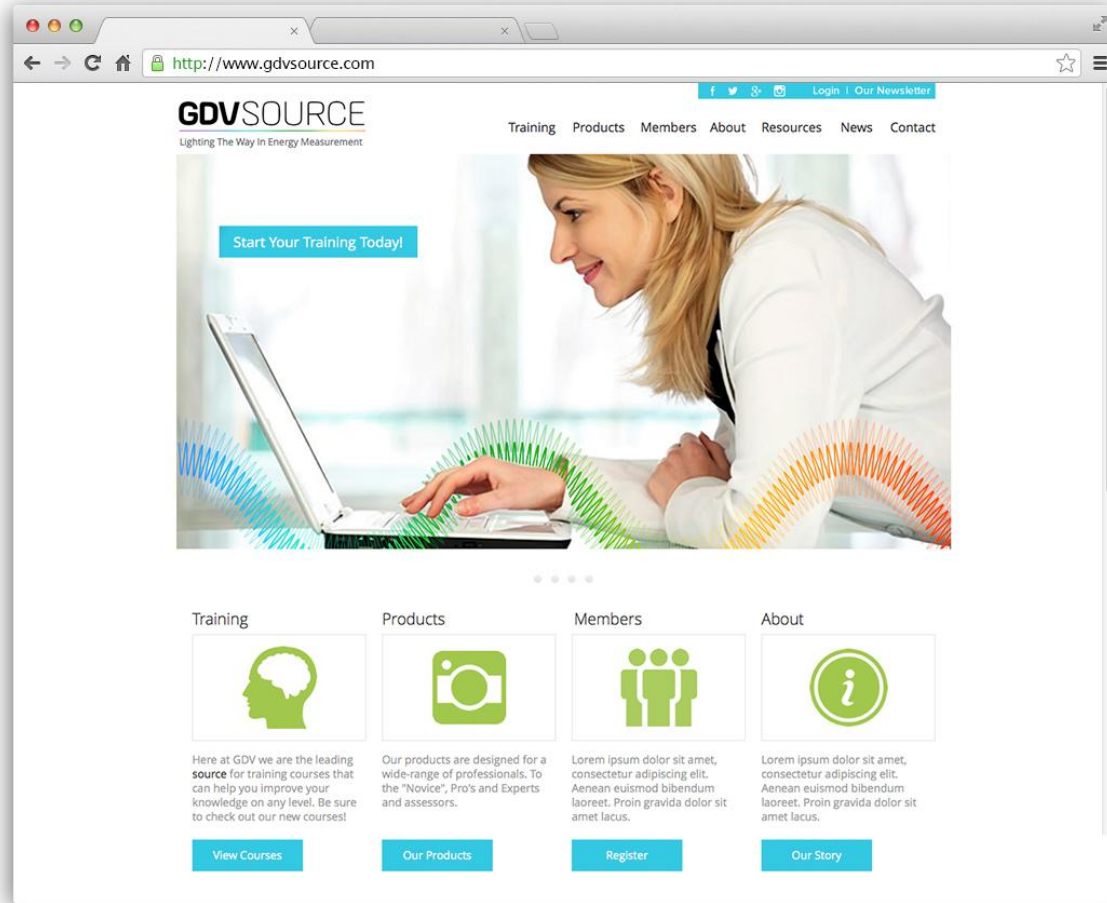 http://www.gdvsource.com
Login | Our Newsletter
GDVSOURCE
Lighting The Way In Energy Measurement
Training Products Members About Resources News Contact
Start Your Training Today!
Training
Products
Members
About
Here at GDV we are the leading
source for training courses that
can help you improve your
knowledge on any level. Be sure
to check out our new courses!
Our products are designed for a
wide-range of professionals. To
the "Novice", Pro's and Experts
and assessors.
Lorem ipsum dolor sit amet,
consectetur adipiscing elit.
Aenean euismod bibendum
laoreet. Proin gravida dolor sit
amet lacus.
Lorem ipsum dolor sit amet,
consectetur adipiscing elit.
Aenean euismod bibendum
laoreet. Proin gravida dolor sit
amet lacus.
View Courses
Our Products
Register
Our Story